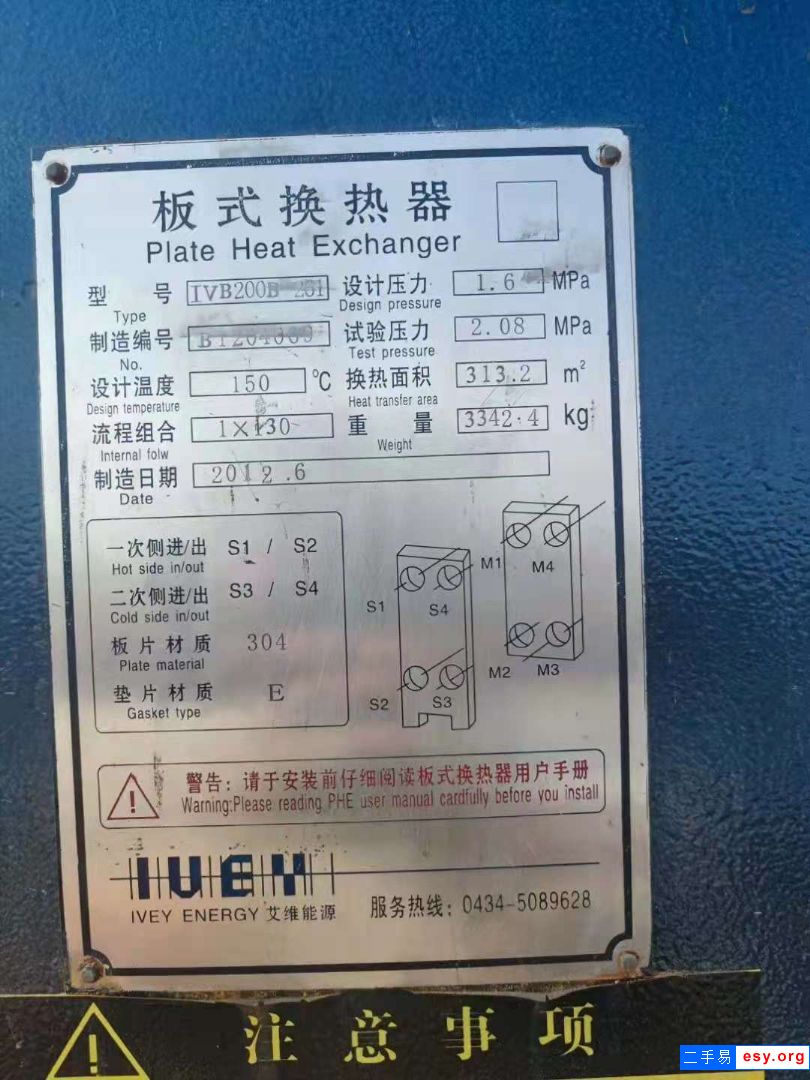 板式换热器
Plate Heat Exchanger
型 号 IVB200B-261 设计压力 1.6 MPa
Type Design pressure
制造编号 试验压力 2.08 MPa
No. Test pressure
设计温度 150 ℃ 换热面积 313.2 m²
Design temperature Heat transfer area
流程组合 1×130 重 量 3342.4 kg
Internal folw Weight
制造日期 2012.6
Date
一次侧进/出 S1 / S2
Hot side in/out
二次侧进/出 S3 / S4
Cold side in/out
板片材质 304
Plate material
垫片材质 E
Gasket type
S1 S4 M1 M4
S2 S3 M2 M3
警告：请于安装前仔细阅读板式换热器用户手册
Warning:Please reading PHE user manual cardfully before you install
IVEY
IVEY ENERGY 艾维能源 服务热线：0434-5089628
注意事项
二手易 esy.org